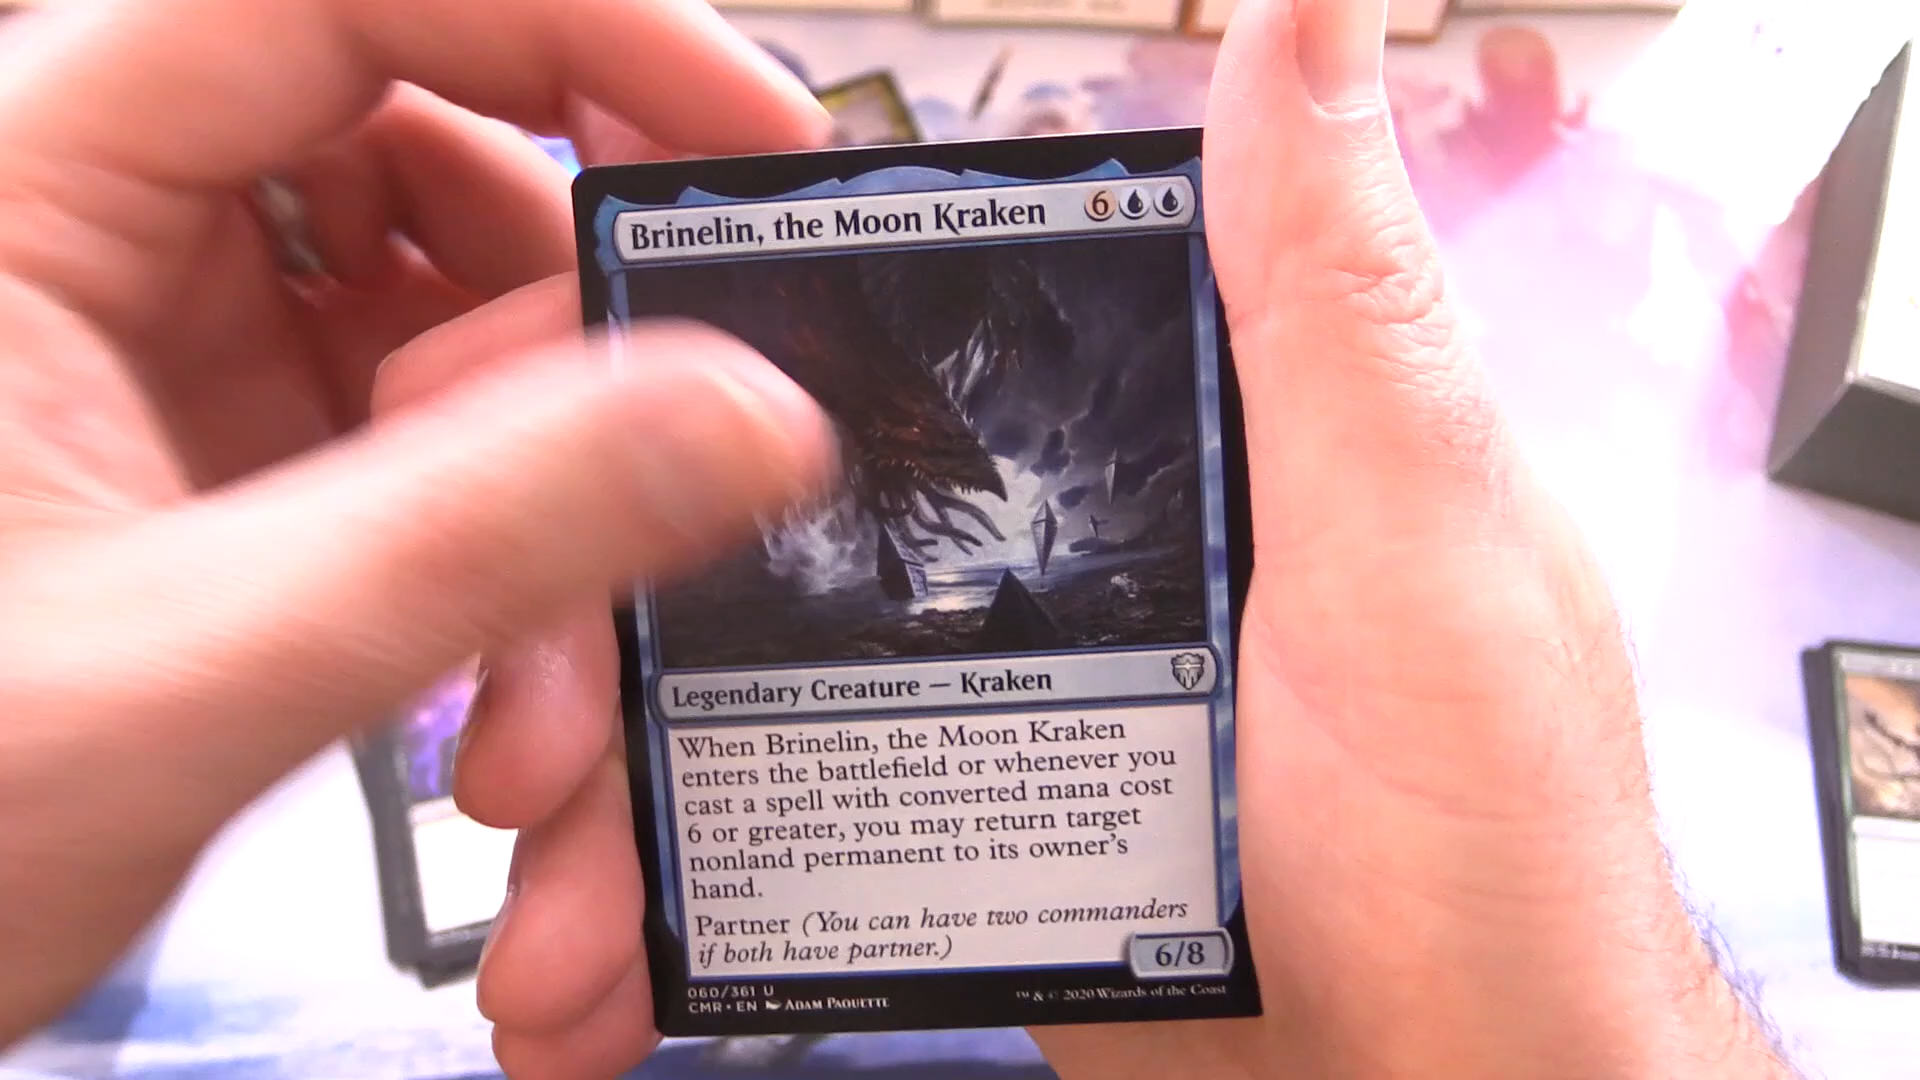 Brinelin, the Moon Kraken 6
Legendary Creature — Kraken
When Brinelin, the Moon Kraken
enters the battlefield or whenever you
cast a spell with converted mana cost
6 or greater, you may return target
nonland permanent to its owner's
hand.
Partner (You can have two commanders
if both have partner.)
6/8
060/361 U
CMR • EN ADAM PAQUETTE
™ & © 2020 Wizards of the Coast